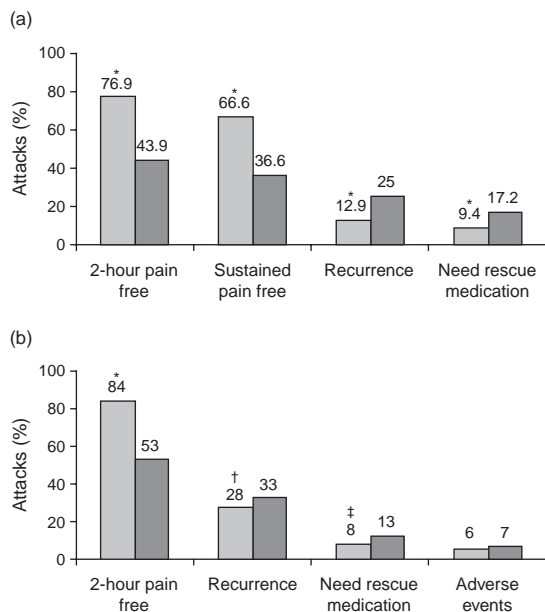 (a)
Attacks (%)
100
80
60
40
20
0
*
76.9
43.9
*
66.6
36.6
*
12.9
25
*
9.4
17.2
2-hour pain
free
Sustained
pain free
Recurrence
Need rescue
medication
(b)
Attacks (%)
100
80
60
40
20
0
*
84
53
†
28
33
‡
8
13
6
7
2-hour pain
free
Recurrence
Need rescue
medication
Adverse
events